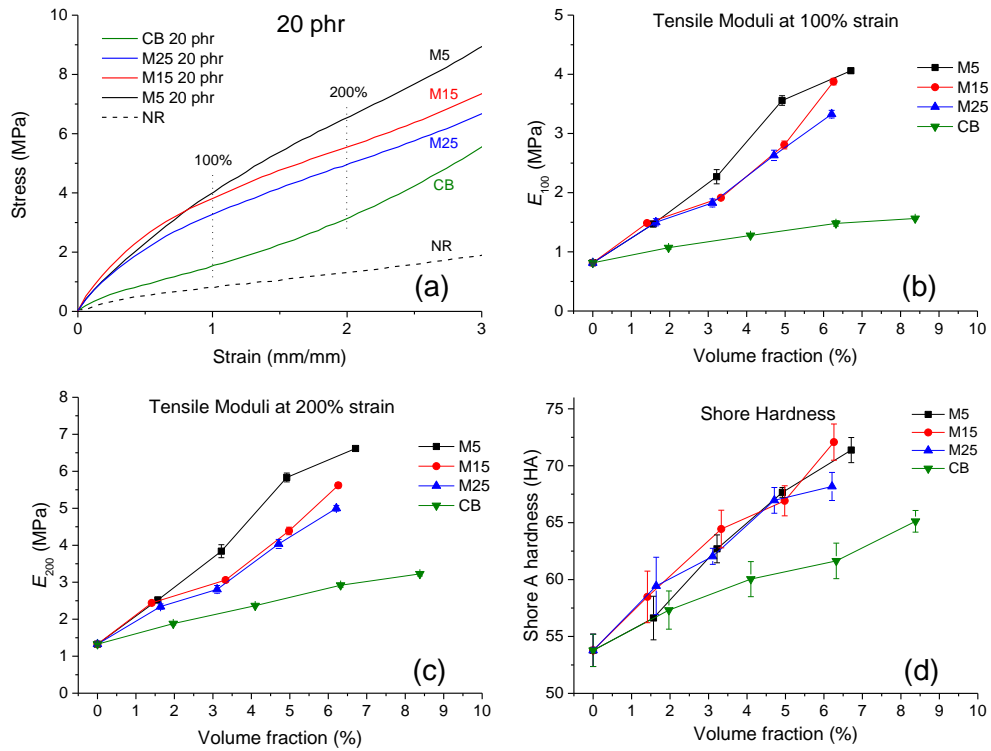 20 phr
CB 20 phr
M25 20 phr
M15 20 phr
M5 20 phr
NR
100%
200%
M5
M15
M25
CB
NR
(a)
8
6
4
2
0
0 1 2 3
Stress (MPa)
Strain (mm/mm)
Tensile Moduli at 100% strain
M5
M15
M25
CB
(b)
5
4
3
2
1
0
0 1 2 3 4 5 6 7 8 9 10
E100 (MPa)
Volume fraction (%)
Tensile Moduli at 200% strain
M5
M15
M25
CB
(c)
8
7
6
5
4
3
2
1
0
0 1 2 3 4 5 6 7 8 9 10
E200 (MPa)
Volume fraction (%)
Shore Hardness
M5
M15
M25
CB
(d)
75
70
65
60
55
50
0 1 2 3 4 5 6 7 8 9 10
Shore A hardness (HA)
Volume fraction (%)